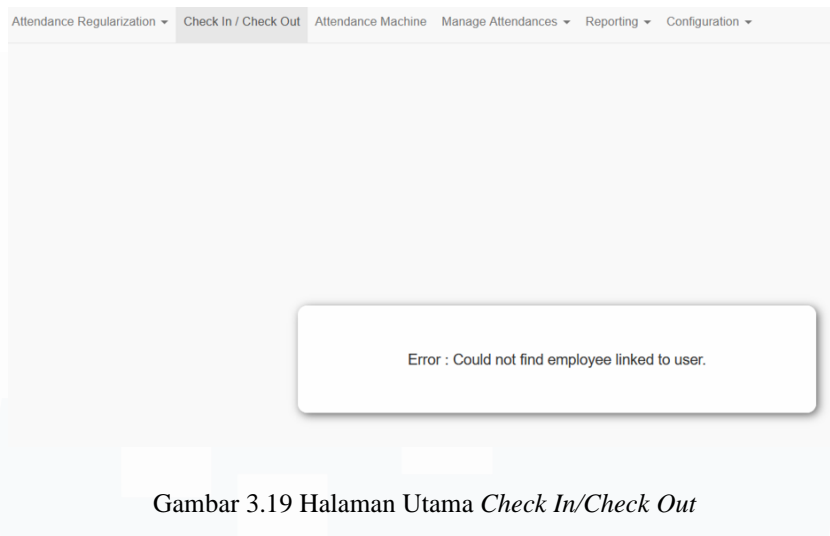 Attendance Regularization Check In / Check Out Attendance Machine Manage Attendances Reporting Configuration
Error : Could not find employee linked to user.
Gambar 3.19 Halaman Utama Check In/Check Out